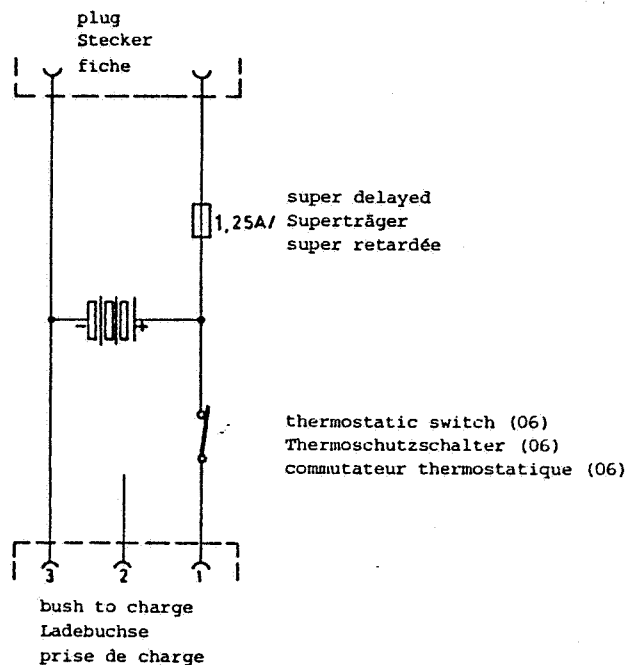 plug
Stecker
fiche
1,25A/
super delayed
Superträger
super retardée
- +
thermostatic switch (06)
Thermoschutzschalter (06)
commutateur thermostatique (06)
3 2 1
bush to charge
Ladebuchse
prise de charge